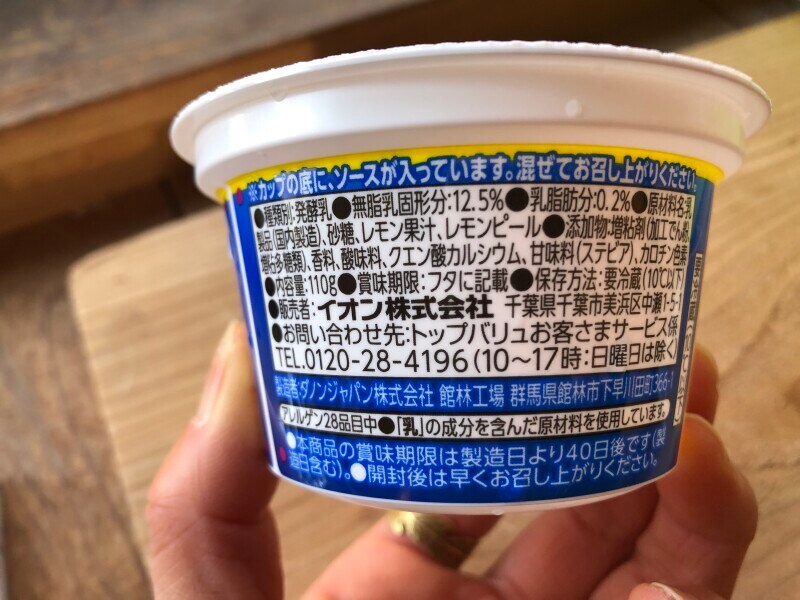 ※カップの底に、ソースが入っています。混ぜてお召し上がりください。
●種類別:発酵乳●無脂乳固形分:12.5%●乳脂肪分:0.2%●原材料名:乳
製品(国内製造)、砂糖、レモン果汁、レモンピール●添加物:増粘剤(加工でん粉、
増粘多糖類)、香料、酸味料、クエン酸カルシウム、甘味料(ステビア)、カロチン色素
●内容量:110g●賞味期限:フタに記載●保存方法:要冷蔵(10℃以下)
●販売者:イオン株式会社 千葉県千葉市美浜区中瀬1-5-1
●お問い合わせ先:トップバリュお客さまサービス係
TEL.0120-28-4196(10〜17時:日曜日は除く)
製造者:ダノンジャパン株式会社 館林工場 群馬県館林市下早川田町366-1
アレルゲン28品目中●「乳」の成分を含んだ原材料を使用しています。
●本商品の賞味期限は製造日より40日後です(製
造日含む)。●開封後は早くお召し上がりください。